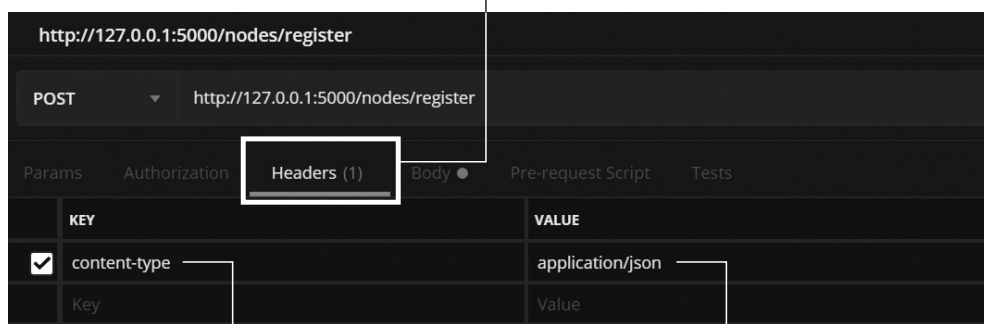 http://127.0.0.1:5000/nodes/register
POST http://127.0.0.1:5000/nodes/register
Params Authorization Headers (1) Body Pre-request Script Tests
KEY VALUE
content-type application/json
Key Value